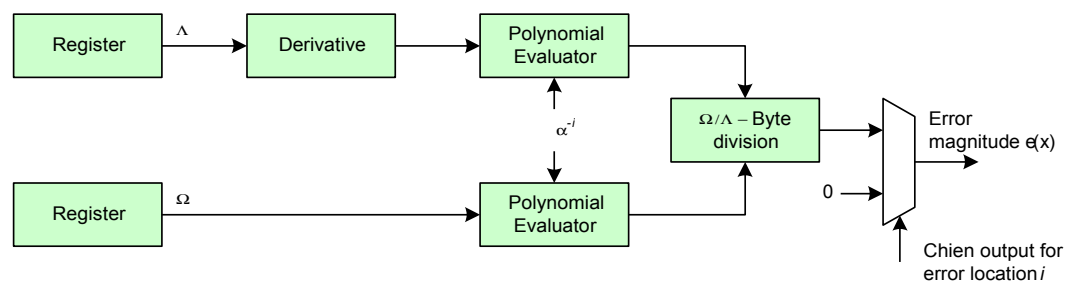 Register
Λ
Derivative
Polynomial
Evaluator
α-i
Ω/Λ – Byte
division
Error
magnitude e(x)
Register
Ω
Polynomial
Evaluator
0
Chien output for
error location i